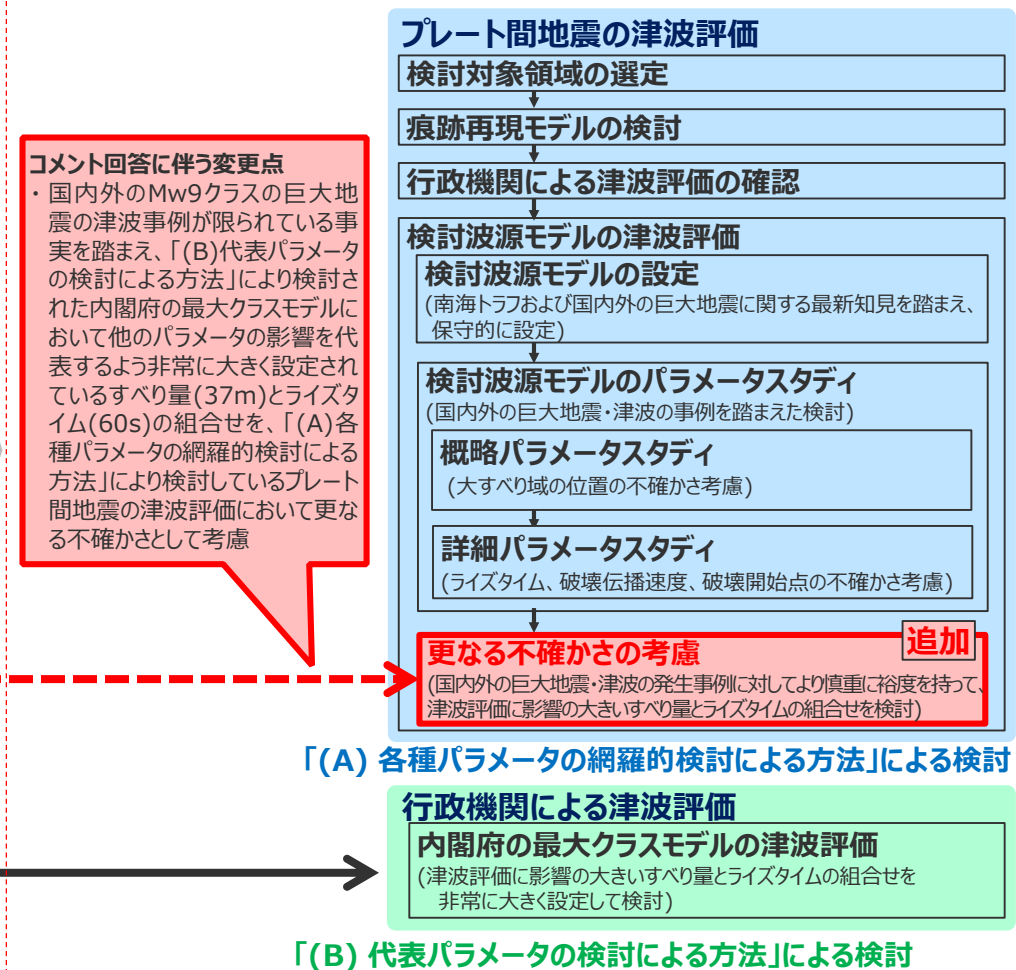 プレート間地震の津波評価
検討対象領域の選定
痕跡再現モデルの検討
行政機関による津波評価の確認
検討波源モデルの津波評価
検討波源モデルの設定
(南海トラフおよび国内外の巨大地震に関する最新知見を踏まえ、
保守的に設定)
検討波源モデルのパラメータスタディ
(国内外の巨大地震・津波の事例を踏まえた検討)
概略パラメータスタディ
(大すべり域の位置の不確かさ考慮)
詳細パラメータスタディ
(ライズタイム、破壊伝播速度、破壊開始点の不確かさ考慮)
追加
更なる不確かさの考慮
(国内外の巨大地震・津波の発生事例に対してより慎重に裕度を持って、
津波評価に影響の大きいすべり量とライズタイムの組合せを検討)
「(A) 各種パラメータの網羅的検討による方法」による検討
コメント回答に伴う変更点
・国内外のMw9クラスの巨大地
震の津波事例が限られている事
実を踏まえ、「(B)代表パラメータ
の検討による方法」により検討さ
れた内閣府の最大クラスモデルに
おいて他のパラメータの影響を代
表するよう非常に大きく設定され
ているすべり量(37m)とライズタ
イム(60s)の組合せを、「(A)各
種パラメータの網羅的検討による
方法」により検討しているプレート
間地震の津波評価において更な
る不確かさとして考慮
行政機関による津波評価
内閣府の最大クラスモデルの津波評価
(津波評価に影響の大きいすべり量とライズタイムの組合せを
非常に大きく設定して検討)
「(B) 代表パラメータの検討による方法」による検討